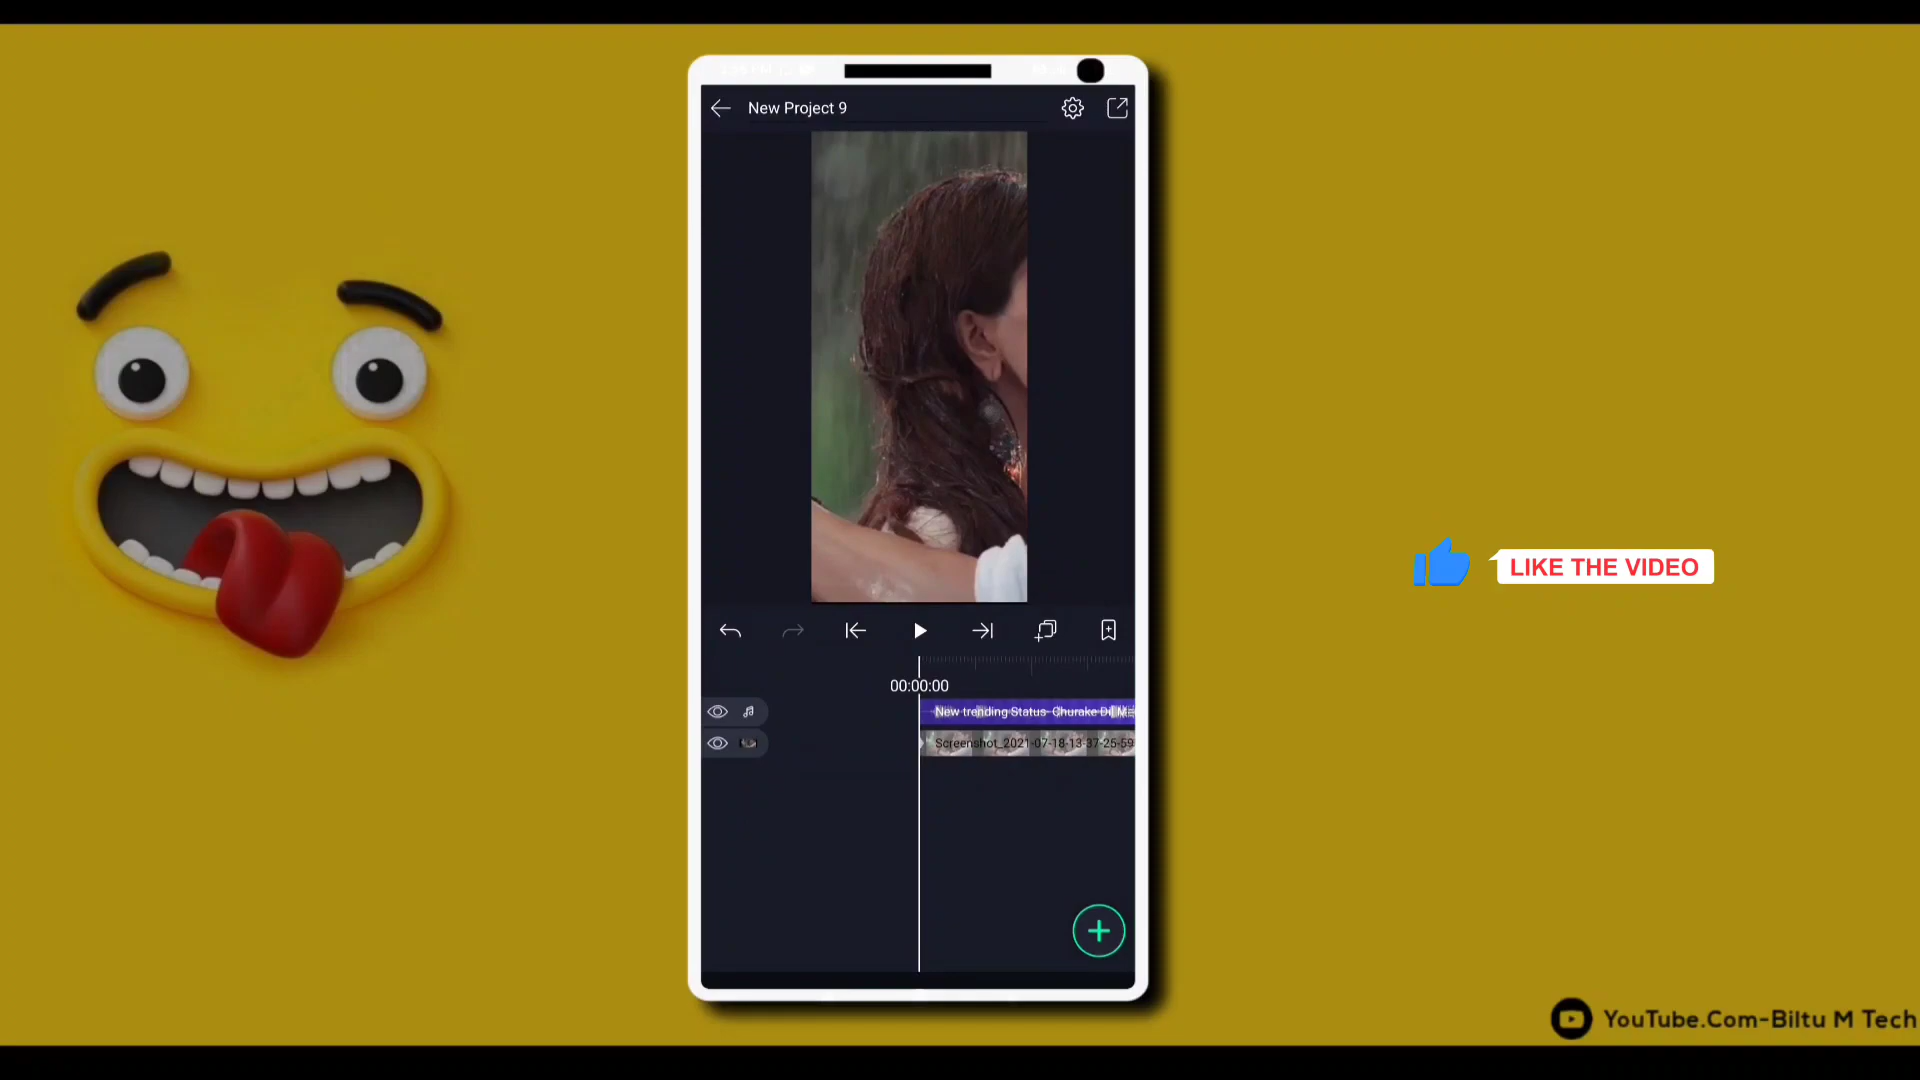 New Project 9
00:00:00
New trending Status- Churake Dil M
Screenshot_2021-07-18-13-37-25-59
LIKE THE VIDEO
YouTube.Com-Biltu M Tech